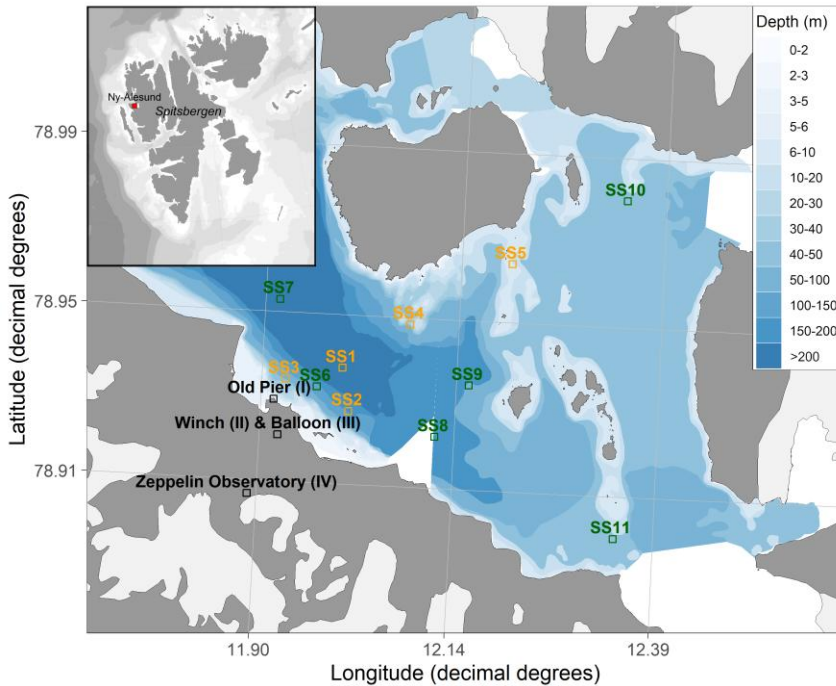 Ny-Alesund
Spitsbergen
Depth (m)
0-2
2-3
3-5
5-6
6-10
10-20
20-30
30-40
40-50
50-100
100-150
150-200
>200
78.99
78.95
78.91
Latitude (decimal degrees)
SS10
SS5
SS7
SS4
SS1
SS3
SS6
SS9
Old Pier (I)
SS2
Winch (II) & Balloon (III)
SS8
Zeppelin Observatory (IV)
SS11
11.90
12.14
12.39
Longitude (decimal degrees)